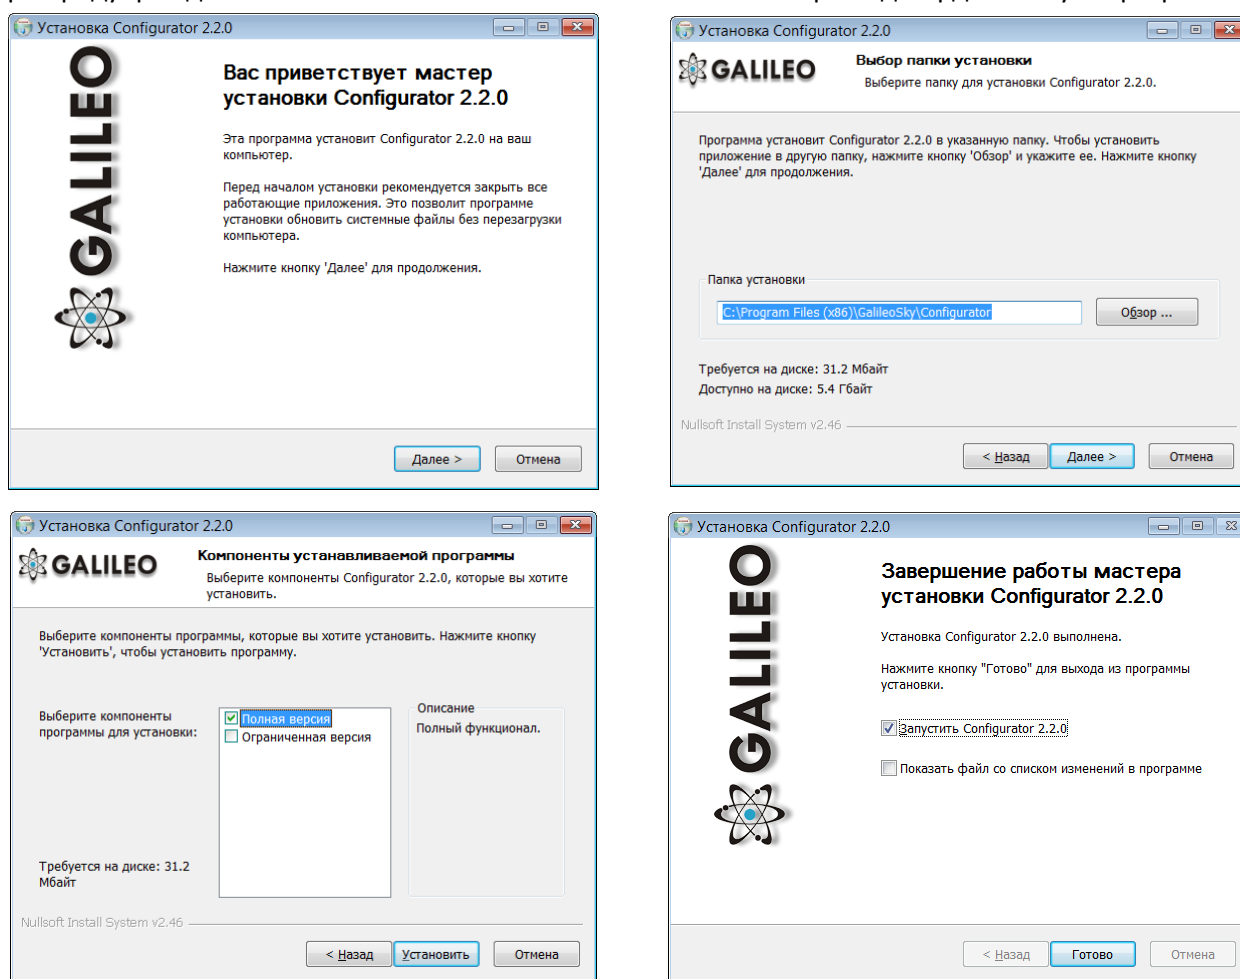 Установка Configurator 2.2.0
GALILEO
Вас приветствует мастер
установки Configurator 2.2.0
Эта программа установит Configurator 2.2.0 на ваш
компьютер.
Перед началом установки рекомендуется закрыть все
работающие приложения. Это позволит программе
установки обновить системные файлы без перезагрузки
компьютера.
Нажмите кнопку 'Далее' для продолжения.
Далее >
Отмена
Установка Configurator 2.2.0
GALILEO
Выбор папки установки
Выберите папку для установки Configurator 2.2.0.
Программа установит Configurator 2.2.0 в указанную папку. Чтобы установить
приложение в другую папку, нажмите кнопку 'Обзор' и укажите ее. Нажмите кнопку
'Далее' для продолжения.
Папка установки
C:\Program Files (x86)\GalileoSky\Configurator
Обзор ...
Требуется на диске: 31.2 Мбайт
Доступно на диске: 5.4 Гбайт
Nullsoft Install System v2.46
< Назад
Далее >
Отмена
Установка Configurator 2.2.0
GALILEO
Компоненты устанавливаемой программы
Выберите компоненты Configurator 2.2.0, которые вы хотите
установить.
Выберите компоненты программы, которые вы хотите установить. Нажмите кнопку
'Установить', чтобы установить программу.
Выберите компоненты
программы для установки:
Полная версия
Ограниченная версия
Описание
Полный функционал.
Требуется на диске: 31.2
Мбайт
Nullsoft Install System v2.46
< Назад
Установить
Отмена
Установка Configurator 2.2.0
GALILEO
Завершение работы мастера
установки Configurator 2.2.0
Установка Configurator 2.2.0 выполнена.
Нажмите кнопку "Готово" для выхода из программы
установки.
Запустить Configurator 2.2.0
Показать файл со списком изменений в программе
< Назад
Готово
Отмена